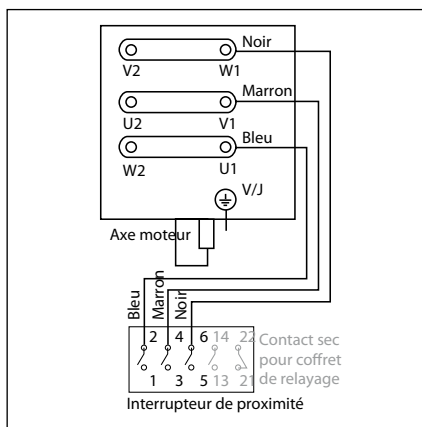 Noir
V2 W1
Marron
U2 V1
Bleu
W2 U1
V/J
Axe moteur
Bleu
Marron
Noir
2 4 6 14 22
Contact sec
pour coffret
de relayage
1 3 5 13 21
Interrupteur de proximité